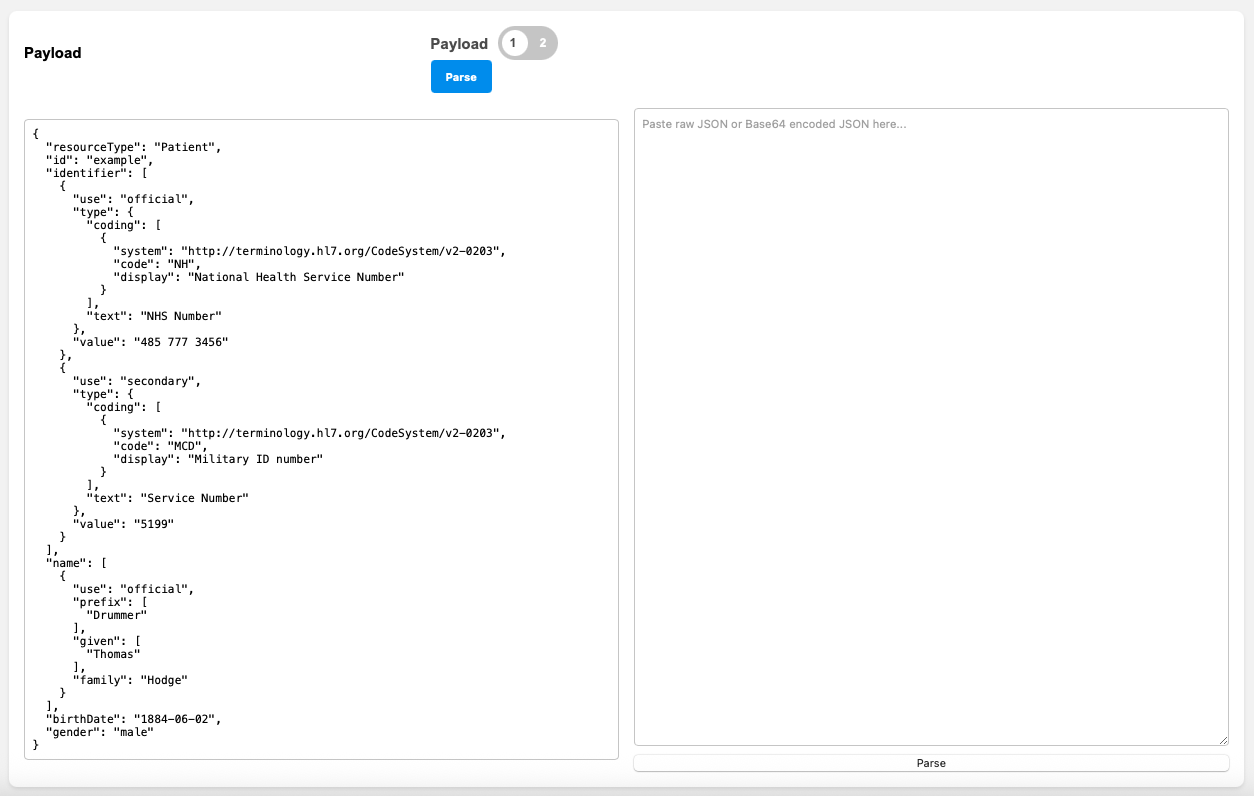 Payload
Payload 1 2
Parse
{
  "resourceType": "Patient",
  "id": "example",
  "identifier": [
    {
      "use": "official",
      "type": {
        "coding": [
          {
            "system": "http://terminology.hl7.org/CodeSystem/v2-0203",
            "code": "NH",
            "display": "National Health Service Number"
          }
        ],
        "text": "NHS Number"
      },
      "value": "485 777 3456"
    },
    {
      "use": "secondary",
      "type": {
        "coding": [
          {
            "system": "http://terminology.hl7.org/CodeSystem/v2-0203",
            "code": "MCD",
            "display": "Military ID number"
          }
        ],
        "text": "Service Number"
      },
      "value": "5199"
    }
  ],
  "name": [
    {
      "use": "official",
      "prefix": [
        "Drummer"
      ],
      "given": [
        "Thomas"
      ],
      "family": "Hodge"
    }
  ],
  "birthDate": "1884-06-02",
  "gender": "male"
}
Paste raw JSON or Base64 encoded JSON here...
Parse